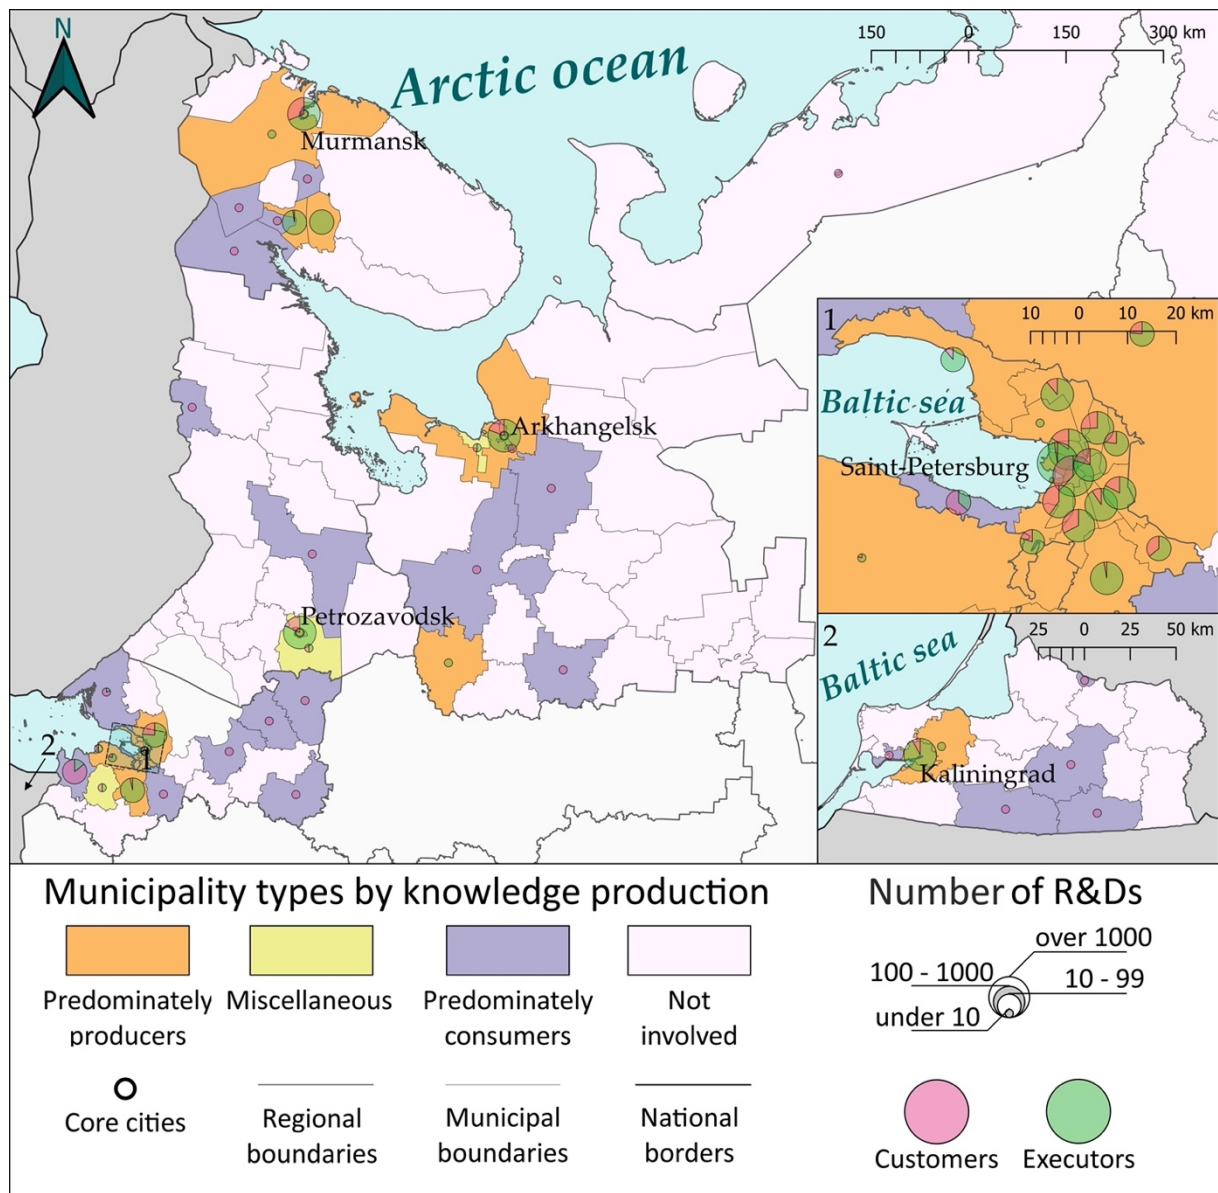 N
150 0 150 300 km
Arctic ocean
Murmansk
Arkhangelsk
Petrozavodsk
2
1
1
10 0 10 20 km
Baltic sea
Saint-Petersburg
2
25 0 25 50 km
Baltic sea
Kaliningrad
Municipality types by knowledge production
Predominately
producers
Miscellaneous
Predominately
consumers
Not
involved
Core cities
Regional
boundaries
Municipal
boundaries
National
borders
Number of R&Ds
over 1000
100 - 1000
10 - 99
under 10
Customers
Executors